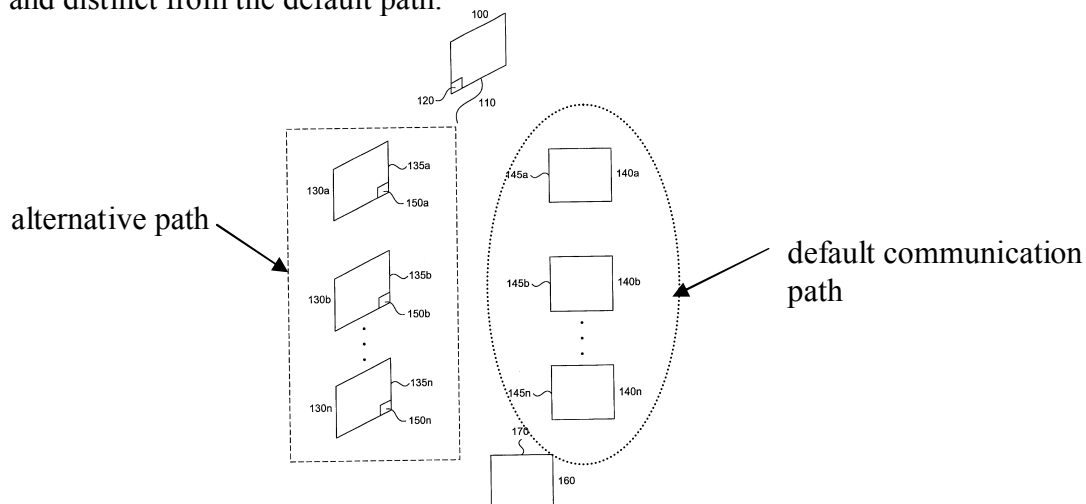 and distinct from the default path.
100
120
110
135a
130a
150a
145a
140a
alternative path
135b
130b
150b
145b
140b
default communication
path
135n
130n
150n
145n
140n
170
160